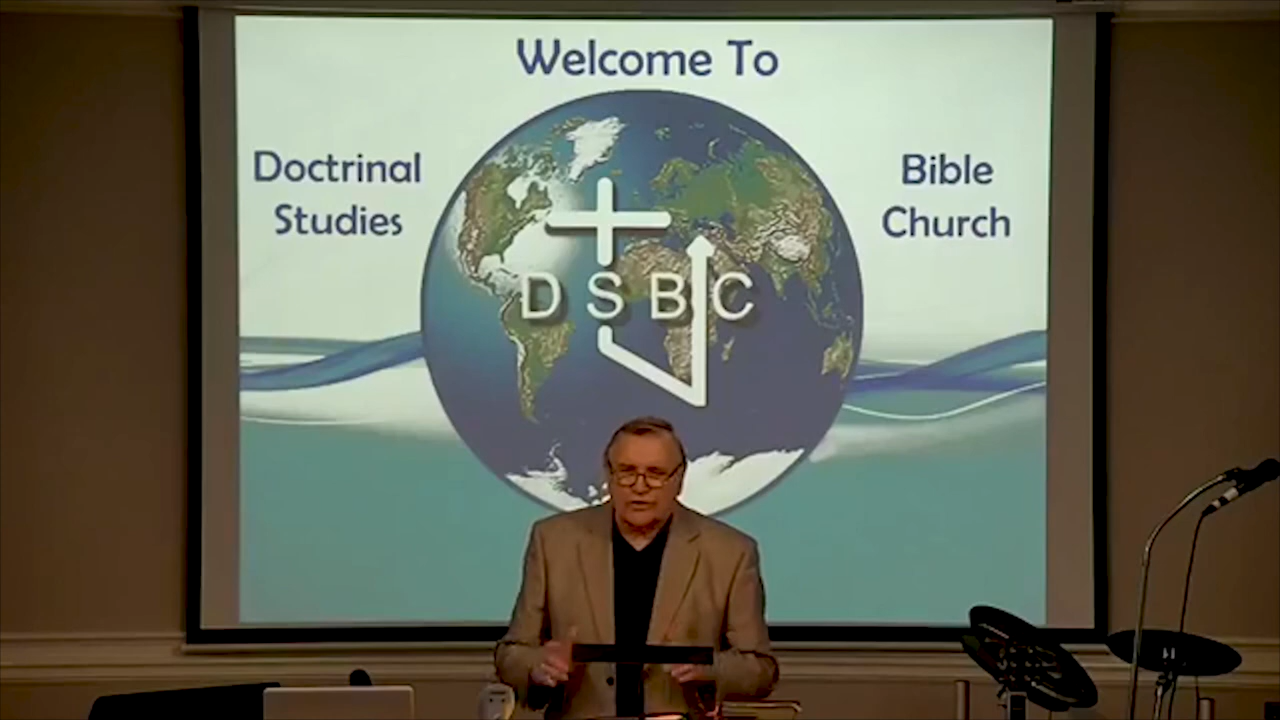 Welcome To
Doctrinal
Studies
Bible
Church
DSBC